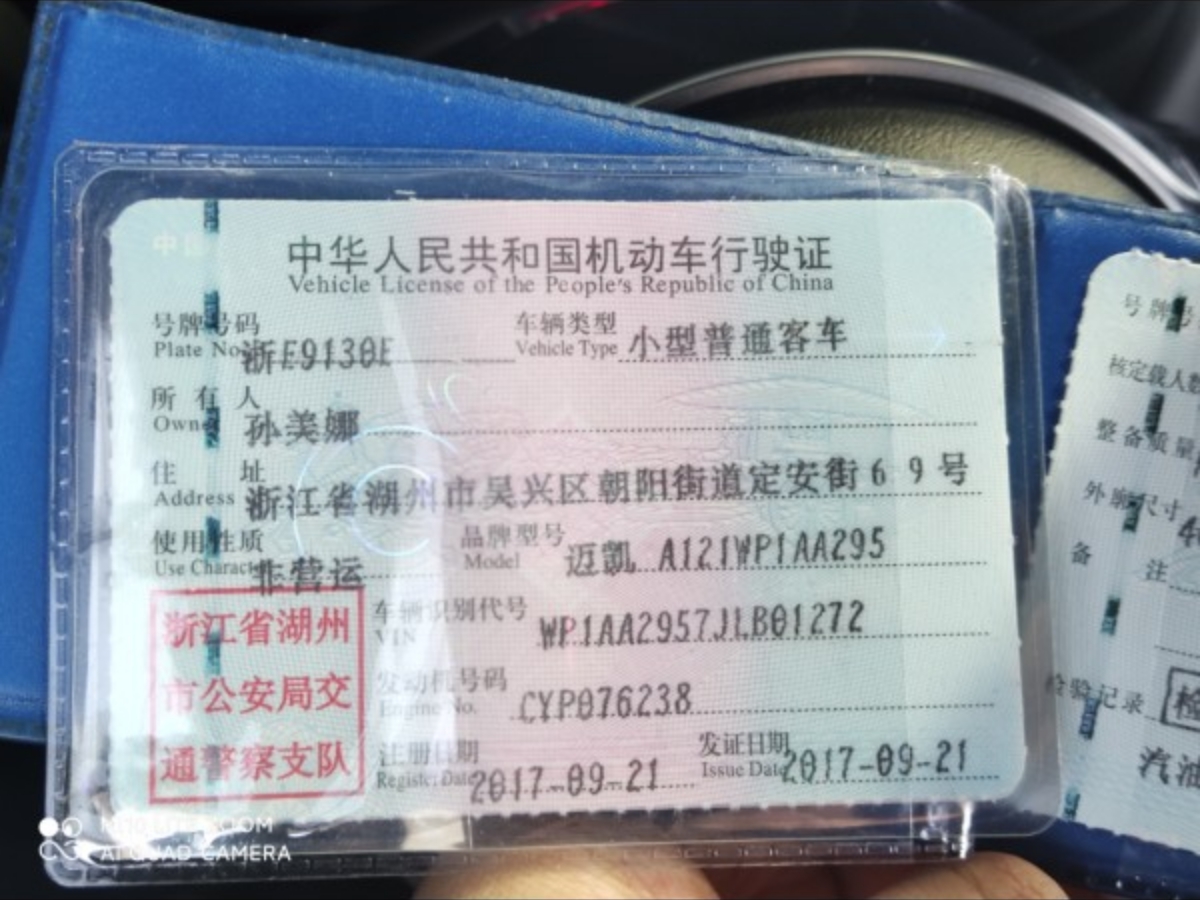 中华人民共和国机动车行驶证
Vehicle License of the People's Republic of China
号牌号码 浙E9130E 车辆类型 小型普通客车
Plate No. Vehicle Type
所有人 孙美娜
Owner
住址 浙江省湖州市吴兴区朝阳街道定安街69号
Address
使用性质 非营运 品牌型号 迈凯 A121WP1AA295
Use Character Model
浙江省湖州
市公安局交
通警察支队
车辆识别代号 WP1AA2957JLB01272
VIN
发动机号码 CYP076238
Engine No.
注册日期 2017-09-21 发证日期 2017-09-21
Register Date Issue Date
号牌号
核定载人数
整备质量
外廓尺寸 40
备注
检验记录 检
汽油
AI QUAD CAMERA